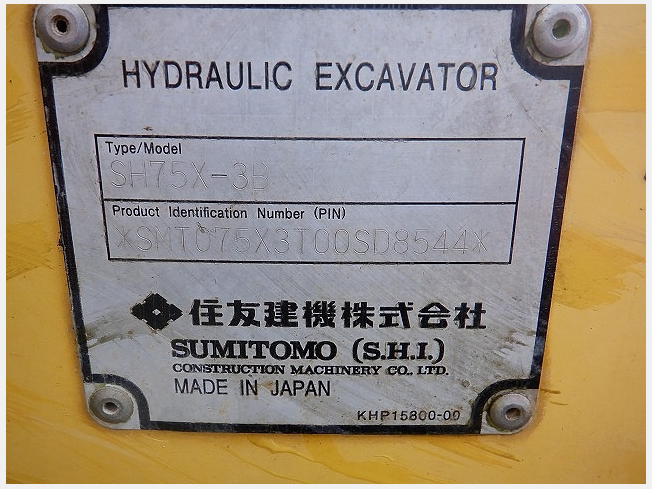 HYDRAULIC EXCAVATOR
Type/Model
SH75X-3B
Product Identification Number (PIN)
*SMT075X3T00SD8544*
住友建機株式会社
SUMITOMO (S.H.I.)
CONSTRUCTION MACHINERY CO., LTD.
MADE IN JAPAN
KHP15800-00